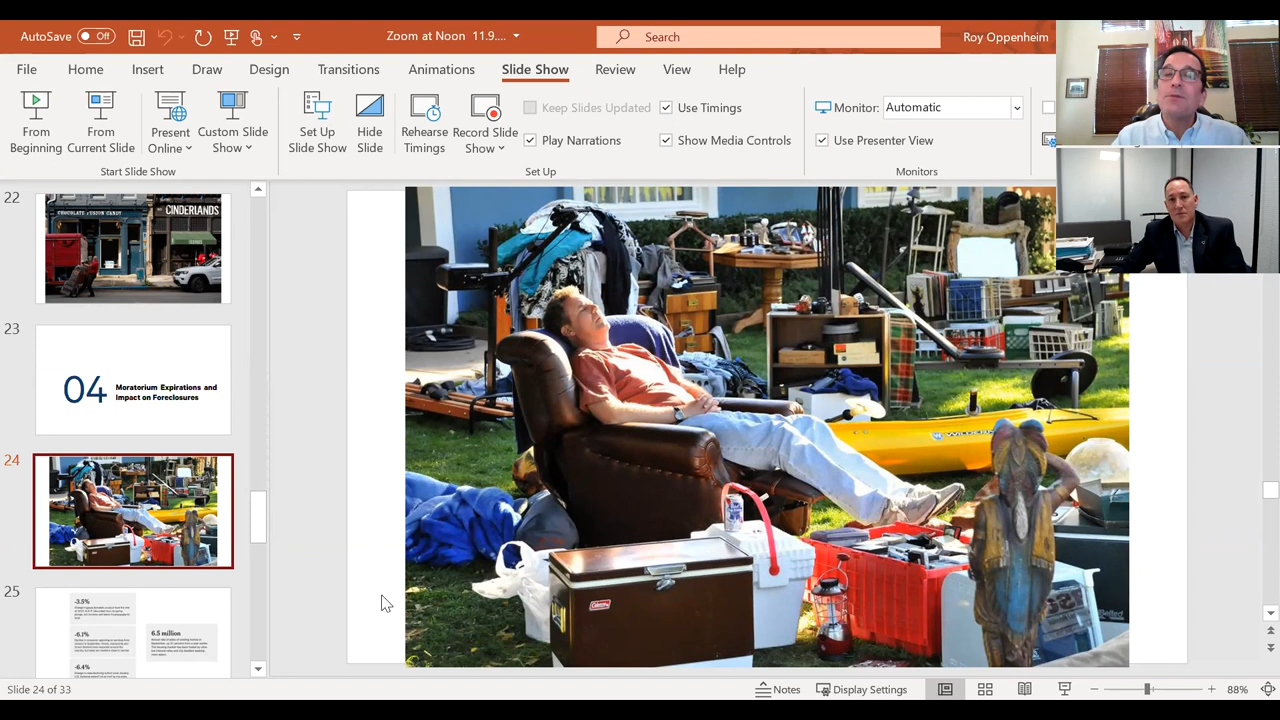 AutoSave Off
Zoom at Noon 11.9....
Search
Roy Oppenheim
File Home Insert Draw Design Transitions Animations Slide Show Review View Help
From Beginning
From Current Slide
Present Online
Custom Slide Show
Set Up Slide Show
Hide Slide
Rehearse Timings
Record Slide Show
Keep Slides Updated
Play Narrations
Use Timings
Show Media Controls
Monitor: Automatic
Use Presenter View
Start Slide Show
Set Up
Monitors
22
CINDERLANDS
23
04
Moratorium Expirations and
Impact on Foreclosures
24
25
-3.5%
-6.1%
6.5 million
-6.4%
Coleman
Slide 24 of 33
Notes
Display Settings
88%